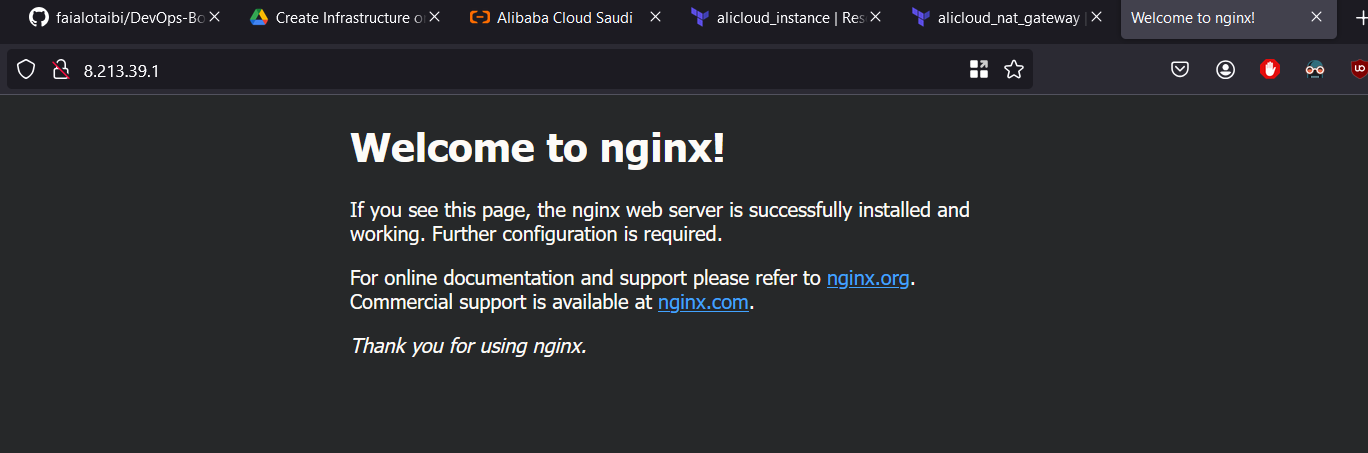 faialotaibi/DevOps-Bo
Create Infrastructure o
Alibaba Cloud Saudi
alicloud_instance | Res
alicloud_nat_gateway |
Welcome to nginx!
8.213.39.1
Welcome to nginx!
If you see this page, the nginx web server is successfully installed and
working. Further configuration is required.
For online documentation and support please refer to nginx.org.
Commercial support is available at nginx.com.
Thank you for using nginx.